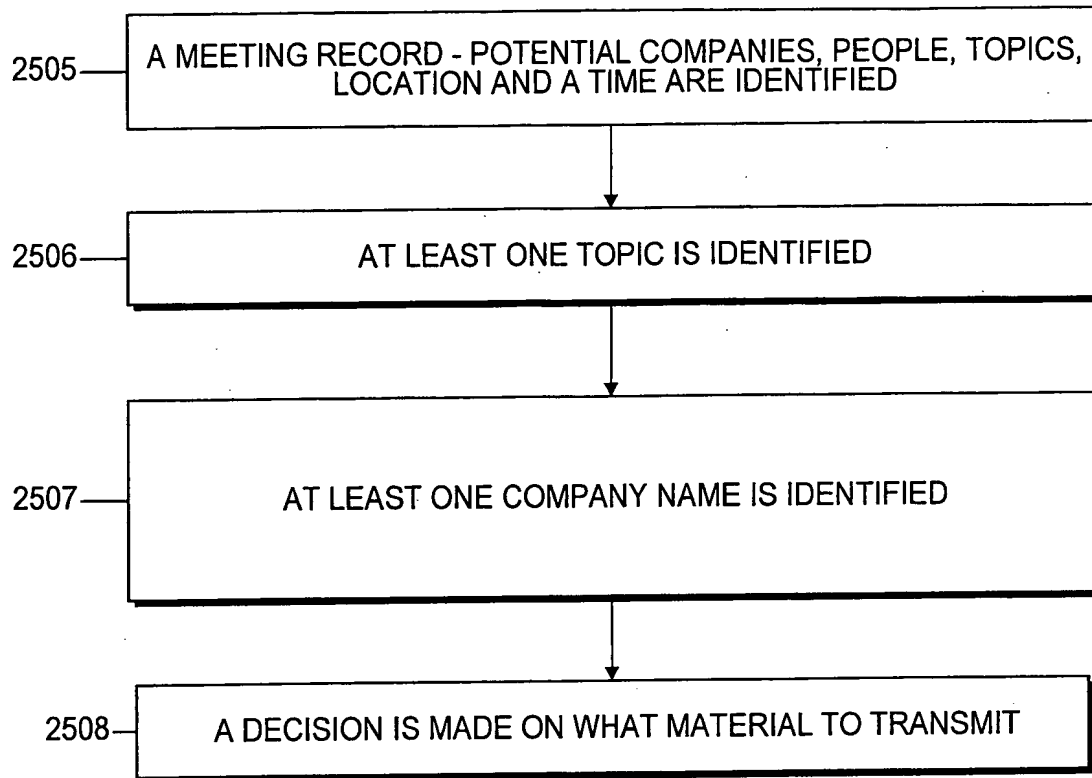 2505
A MEETING RECORD - POTENTIAL COMPANIES, PEOPLE, TOPICS,
LOCATION AND A TIME ARE IDENTIFIED
2506
AT LEAST ONE TOPIC IS IDENTIFIED
2507
AT LEAST ONE COMPANY NAME IS IDENTIFIED
2508
A DECISION IS MADE ON WHAT MATERIAL TO TRANSMIT